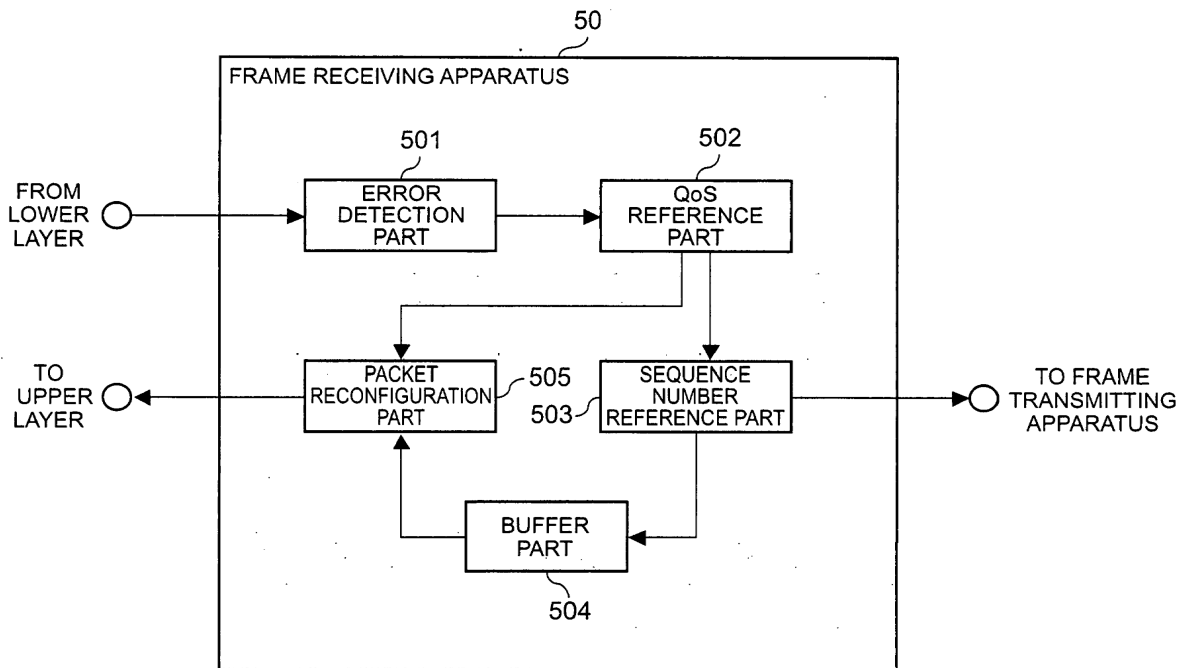 50
FRAME RECEIVING APPARATUS
501
502
FROM
LOWER
LAYER
ERROR
DETECTION
PART
QoS
REFERENCE
PART
TO
UPPER
LAYER
PACKET
RECONFIGURATION
PART
505
503
SEQUENCE
NUMBER
REFERENCE PART
TO FRAME
TRANSMITTING
APPARATUS
BUFFER
PART
504